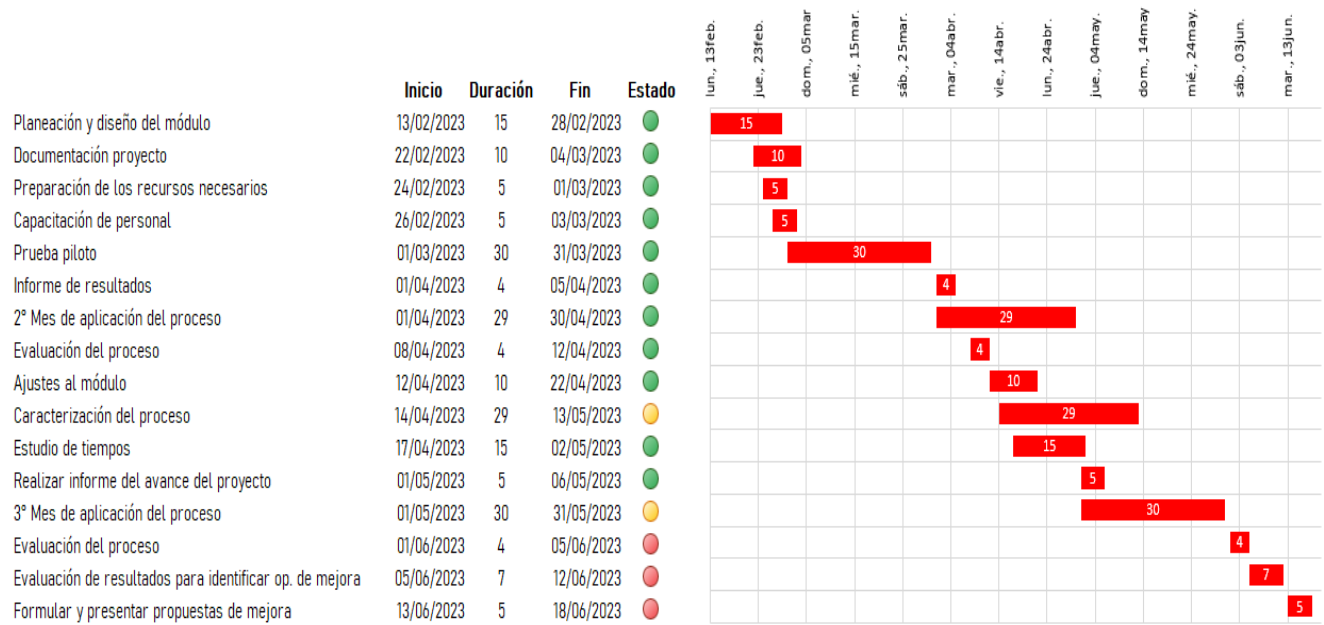 lun., 13feb.
jue., 23feb.
dom., 05mar
mié., 15mar.
sáb., 25mar.
mar., 04abr.
vie., 14abr.
lun., 24abr.
jue., 04may.
dom., 14may
mié., 24may.
sáb., 03jun.
mar., 13jun.
Inicio Duración Fin Estado
Planeación y diseño del módulo 13/02/2023 15 28/02/2023 15
Documentación proyecto 22/02/2023 10 04/03/2023 10
Preparación de los recursos necesarios 24/02/2023 5 01/03/2023 5
Capacitación de personal 26/02/2023 5 03/03/2023 5
Prueba piloto 01/03/2023 30 31/03/2023 30
Informe de resultados 01/04/2023 4 05/04/2023 4
2° Mes de aplicación del proceso 01/04/2023 29 30/04/2023 29
Evaluación del proceso 08/04/2023 4 12/04/2023 4
Ajustes al módulo 12/04/2023 10 22/04/2023 10
Caracterización del proceso 14/04/2023 29 13/05/2023 29
Estudio de tiempos 17/04/2023 15 02/05/2023 15
Realizar informe del avance del proyecto 01/05/2023 5 06/05/2023 5
3° Mes de aplicación del proceso 01/05/2023 30 31/05/2023 30
Evaluación del proceso 01/06/2023 4 05/06/2023 4
Evaluación de resultados para identificar op. de mejora 05/06/2023 7 12/06/2023 7
Formular y presentar propuestas de mejora 13/06/2023 5 18/06/2023 5